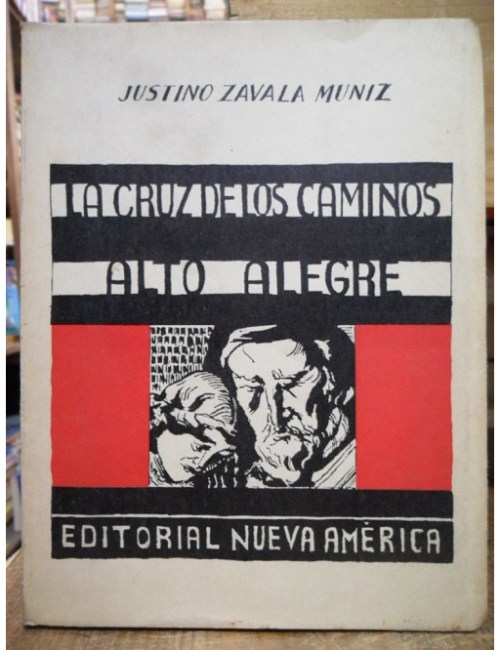 JUSTINO ZAVALA MUNIZ
LA CRUZ DE LOS CAMINOS
ALTO ALEGRE
EDITORIAL NUEVA AMÉRICA